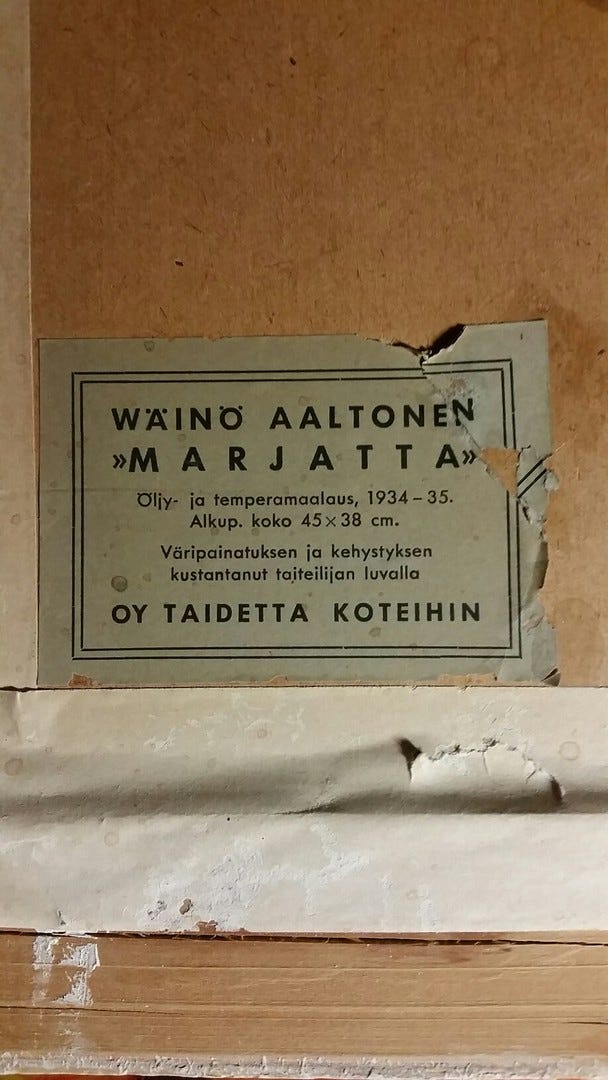 WÄINÖ AALTONEN
»MARJATTA»
Öljy- ja temperamaalaus, 1934–35.
Alkup. koko 45×38 cm.
Väripainatuksen ja kehystyksen
kustantanut taiteilijan luvalla
OY TAIDETTA KOTEIHIN